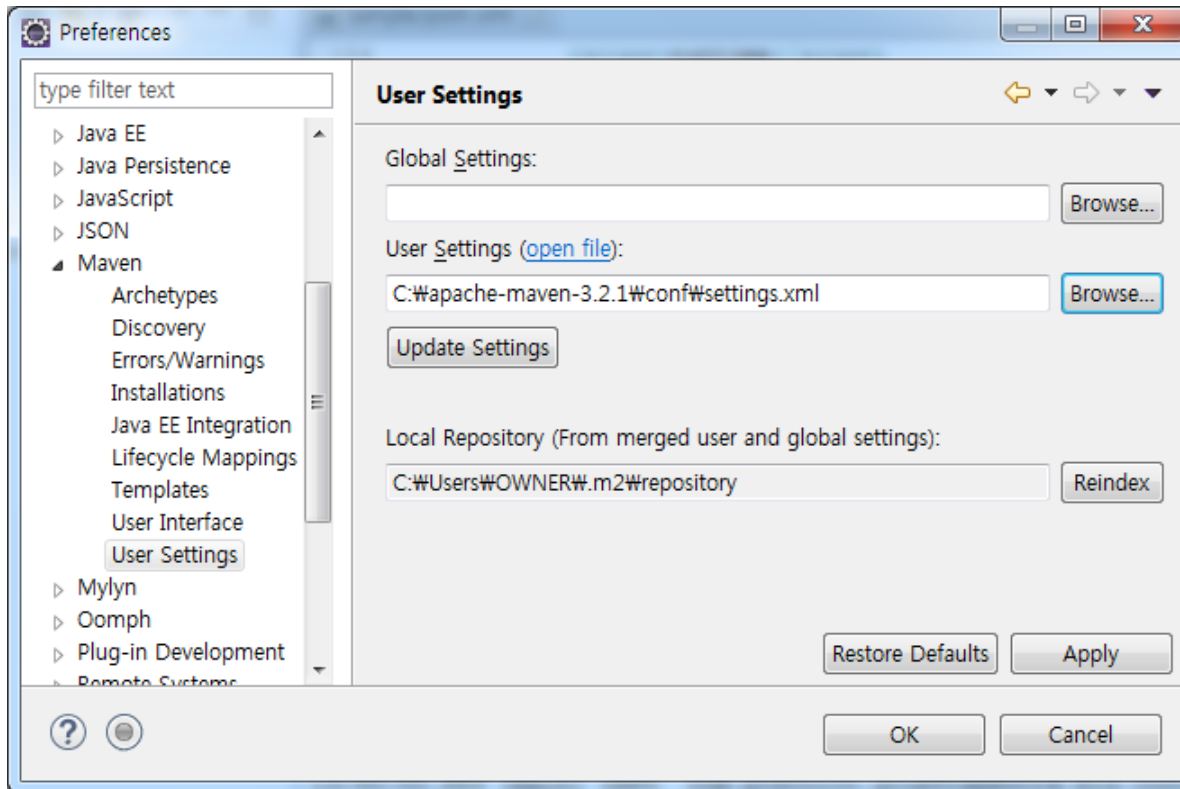 Preferences
type filter text
Java EE
Java Persistence
JavaScript
JSON
Maven
Archetypes
Discovery
Errors/Warnings
Installations
Java EE Integration
Lifecycle Mappings
Templates
User Interface
User Settings
Mylyn
Oomph
Plug-in Development
Remote Systems
User Settings
Global Settings:
Browse...
User Settings (open file):
C:₩apache-maven-3.2.1₩conf₩settings.xml
Browse...
Update Settings
Local Repository (From merged user and global settings):
C:₩Users₩OWNER₩.m2₩repository
Reindex
Restore Defaults
Apply
OK
Cancel